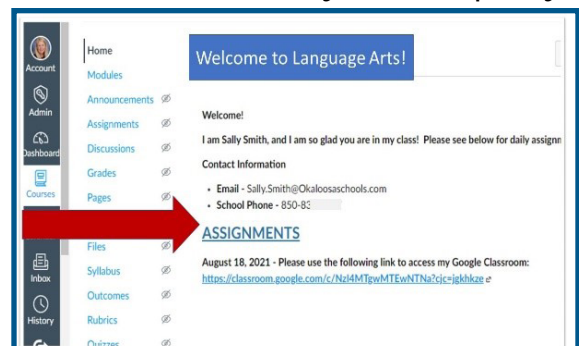 Account
Admin
Dashboard
Courses
Inbox
History
Home
Modules
Announcements
Assignments
Discussions
Grades
Pages
Files
Syllabus
Outcomes
Rubrics
Quizzes
Welcome to Language Arts!
Welcome!
I am Sally Smith, and I am so glad you are in my class! Please see below for daily assignm
Contact Information
• Email - Sally.Smith@Okaloosaschools.com
• School Phone - 850-83
ASSIGNMENTS
August 18, 2021 - Please use the following link to access my Google Classroom:
https://classroom.google.com/c/NzI4MTgwMTEwNTNa?cjc=jgkhkze